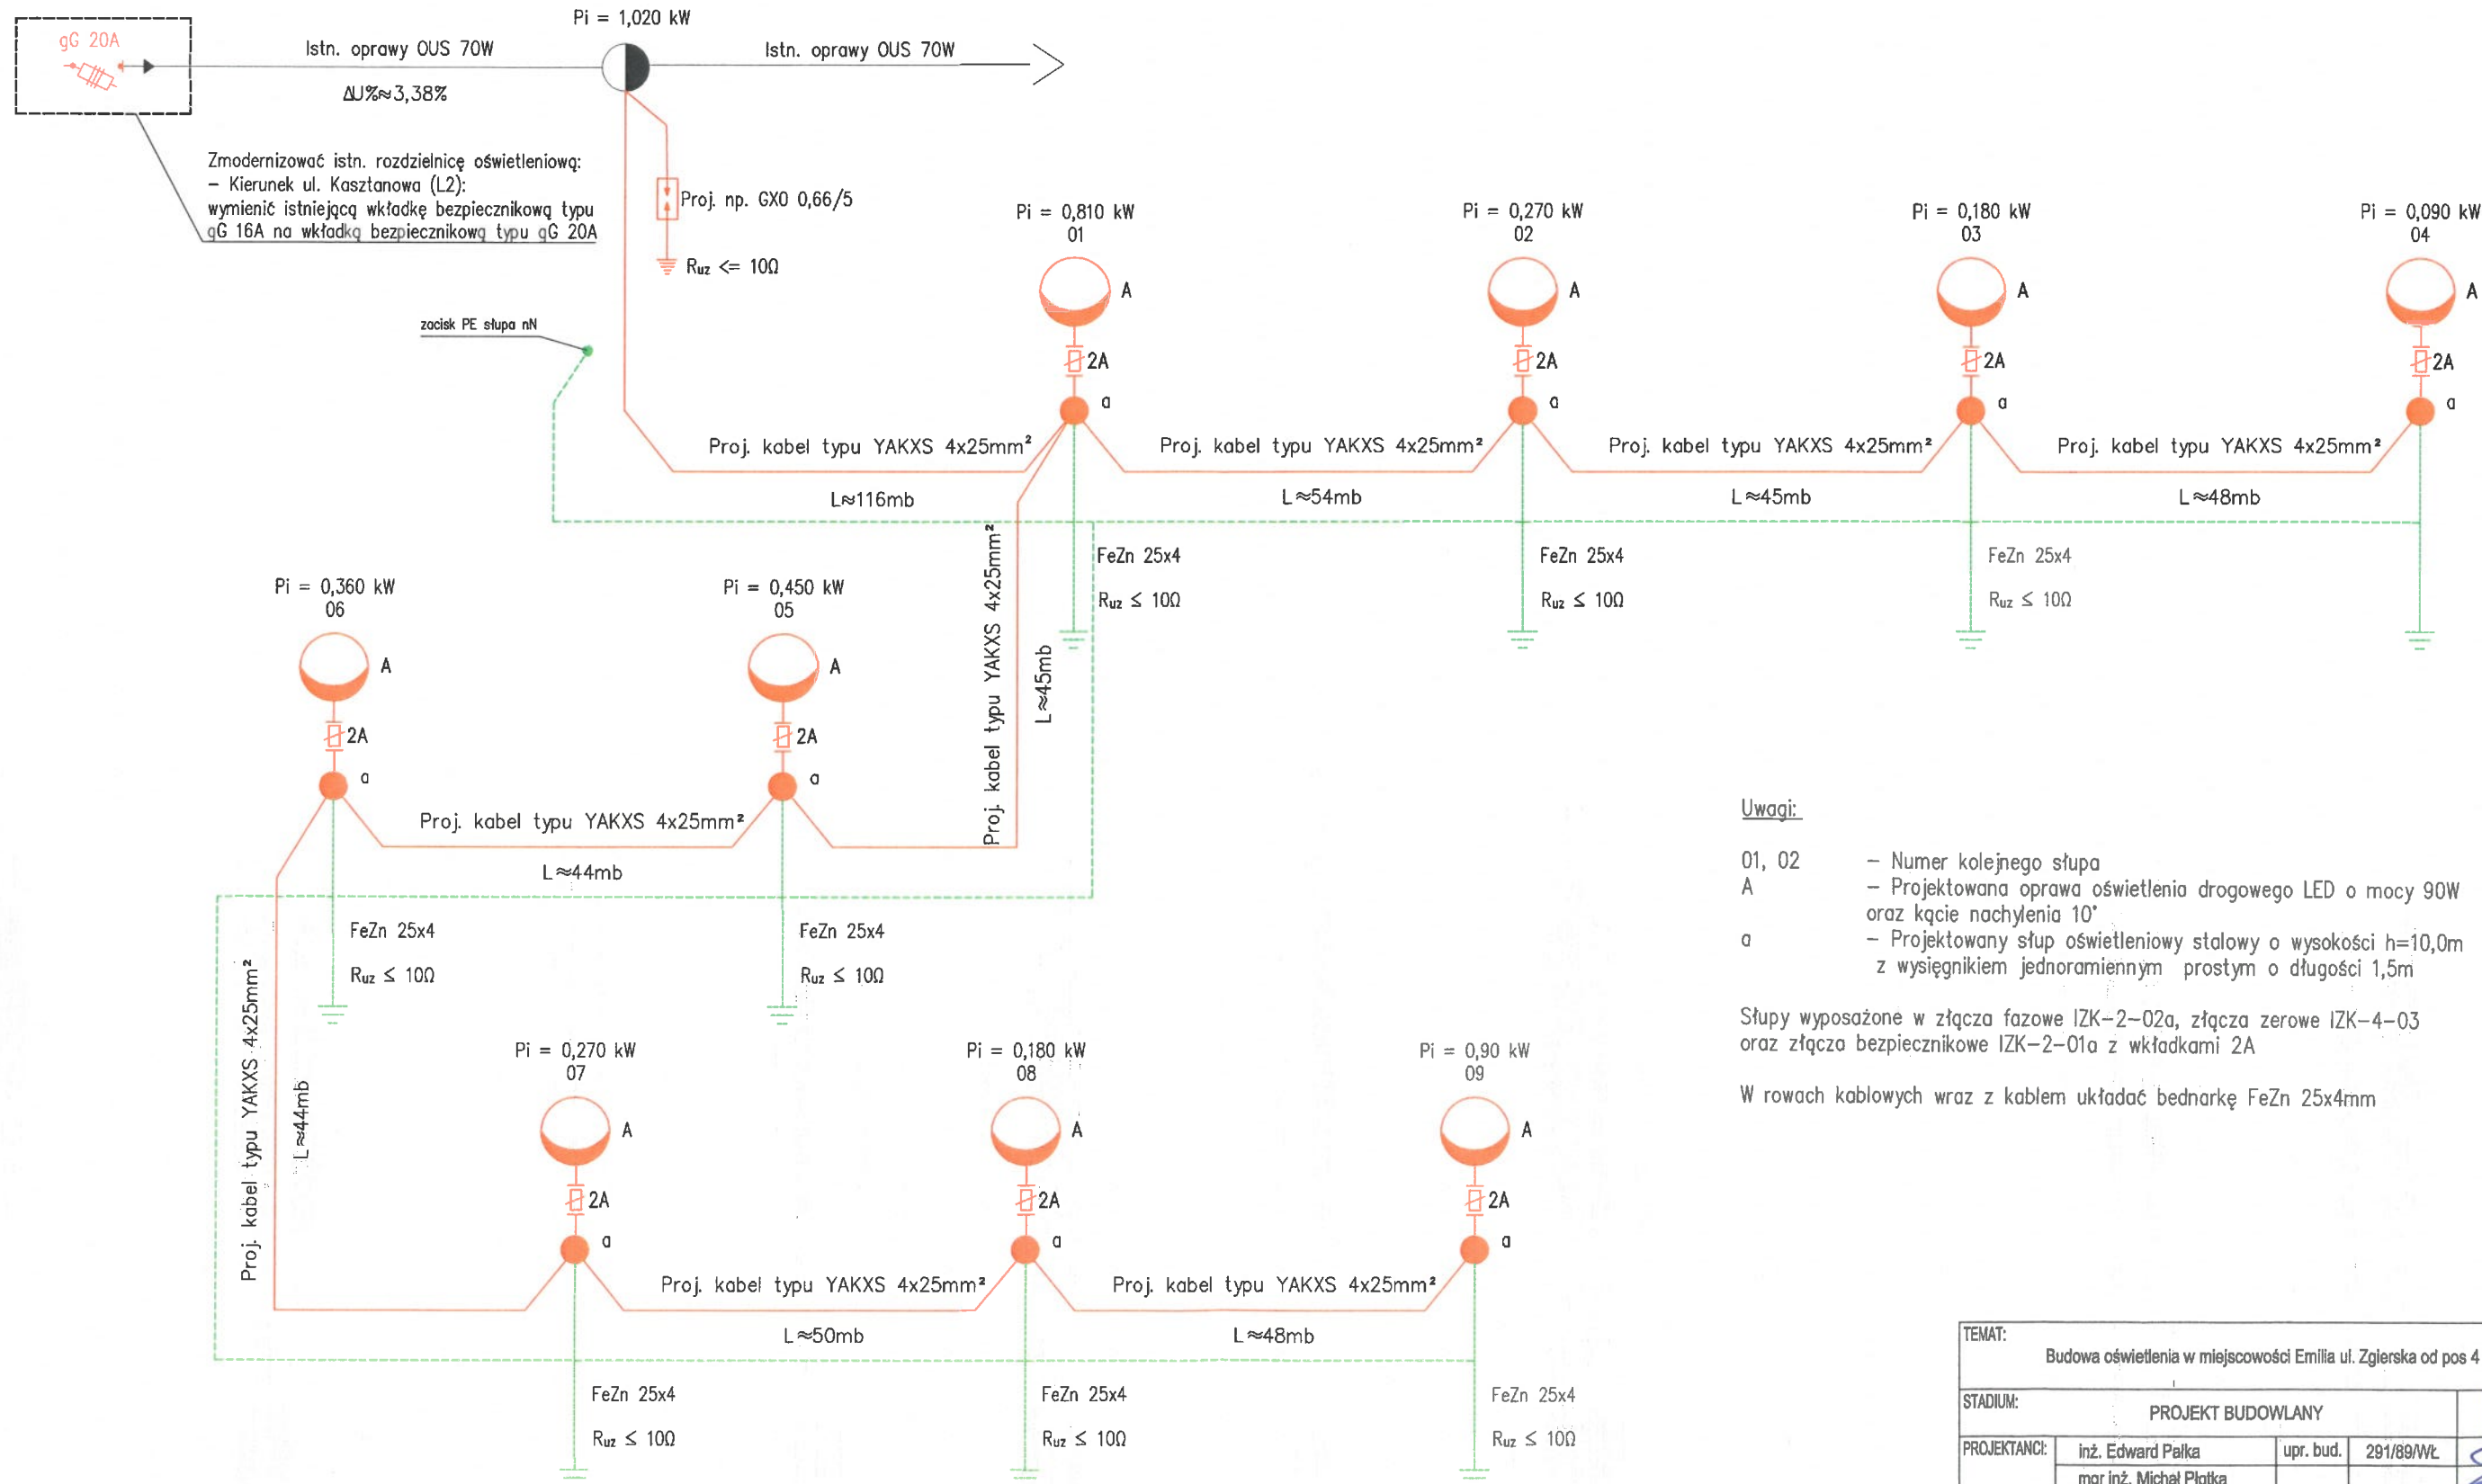 gG 20A
Istn. oprawy OUS 70W
ΔU%≈3,38%
Pi = 1,020 kW
Istn. oprawy OUS 70W
Zmodernizować istn. rozdzielnicę oświetleniową:
– Kierunek ul. Kasztanowa (L2):
wymienić istniejącą wkładkę bezpiecznikową typu
gG 16A na wkładką bezpiecznikową typu gG 20A
Proj. np. GXO 0,66/5
Ruz <= 10Ω
zacisk PE słupa nN
Pi = 0,810 kW
01
A
2A
a
Pi = 0,270 kW
02
A
2A
a
Pi = 0,180 kW
03
A
2A
a
Pi = 0,090 kW
04
A
2A
a
Proj. kabel typu YAKXS 4x25mm²
L≈116mb
Proj. kabel typu YAKXS 4x25mm²
L≈54mb
Proj. kabel typu YAKXS 4x25mm²
L≈45mb
Proj. kabel typu YAKXS 4x25mm²
L≈48mb
FeZn 25x4
Ruz ≤ 10Ω
FeZn 25x4
Ruz ≤ 10Ω
FeZn 25x4
Ruz ≤ 10Ω
Proj. kabel typu YAKXS 4x25mm²
L≈45mb
Pi = 0,360 kW
06
A
2A
a
Pi = 0,450 kW
05
A
2A
a
Proj. kabel typu YAKXS 4x25mm²
L≈44mb
FeZn 25x4
Ruz ≤ 10Ω
FeZn 25x4
Ruz ≤ 10Ω
Proj. kabel typu YAKXS 4x25mm²
L≈44mb
Pi = 0,270 kW
07
A
2A
a
Pi = 0,180 kW
08
A
2A
a
Pi = 0,90 kW
09
A
2A
a
Proj. kabel typu YAKXS 4x25mm²
L≈50mb
Proj. kabel typu YAKXS 4x25mm²
L≈48mb
FeZn 25x4
Ruz ≤ 10Ω
FeZn 25x4
Ruz ≤ 10Ω
FeZn 25x4
Ruz ≤ 10Ω
Uwagi:
01, 02 – Numer kolejnego słupa
A – Projektowana oprawa oświetlenia drogowego LED o mocy 90W
oraz kącie nachylenia 10°
a – Projektowany słup oświetleniowy stalowy o wysokości h=10,0m
z wysięgnikiem jednoramiennym prostym o długości 1,5m
Słupy wyposażone w złącza fazowe IZK–2–02a, złącza zerowe IZK–4–03
oraz złącza bezpiecznikowe IZK–2–01a z wkładkami 2A
W rowach kablowych wraz z kablem układać bednarkę FeZn 25x4mm
TEMAT:
Budowa oświetlenia w miejscowości Emilia ul. Zgierska od pos 4
STADIUM:
PROJEKT BUDOWLANY
PROJEKTANCI: inż. Edward Pałka upr. bud. 291/89/WŁ
mgr inż. Michał Płatka